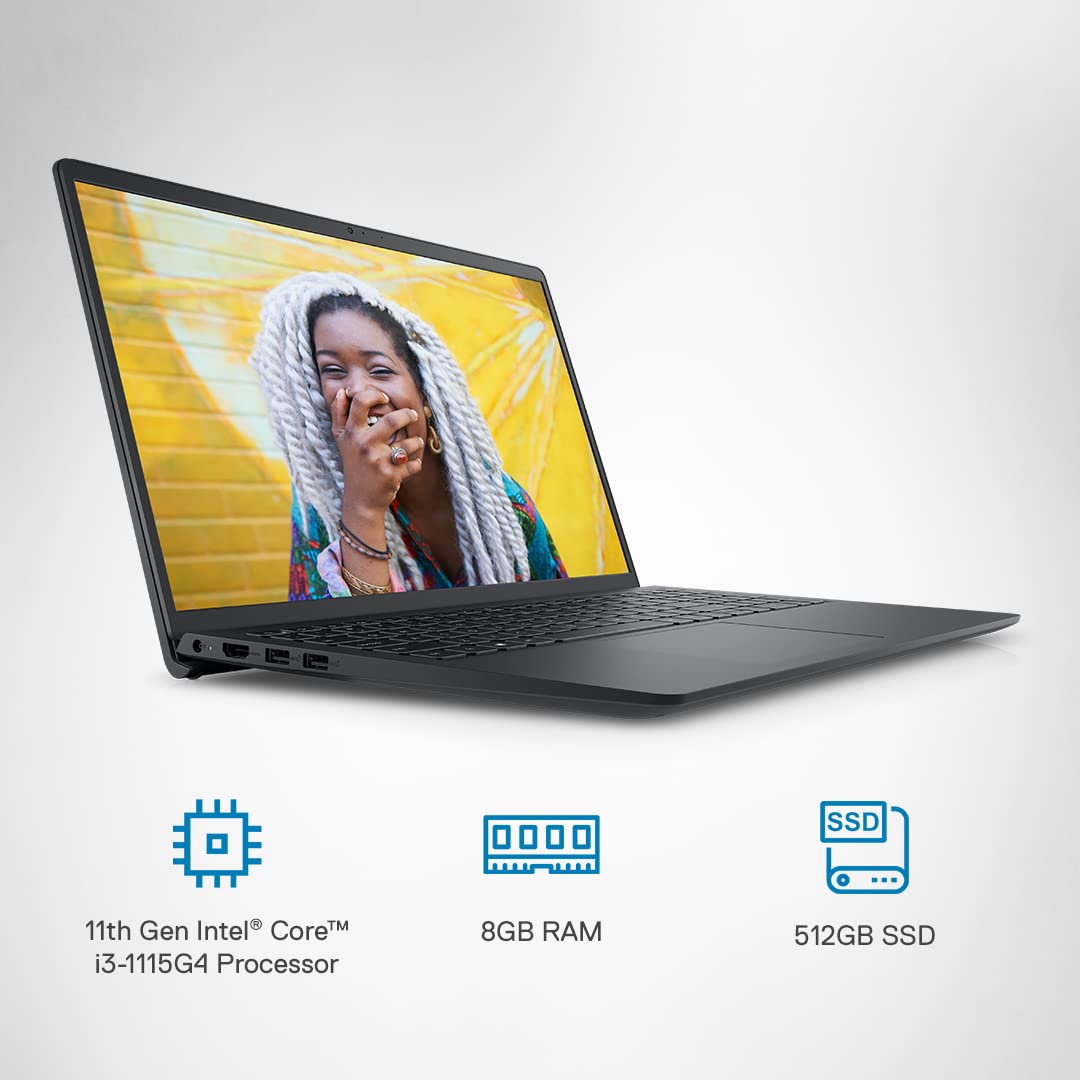 SSD
11th Gen Intel® Core™
i3-1115G4 Processor
8GB RAM
512GB SSD